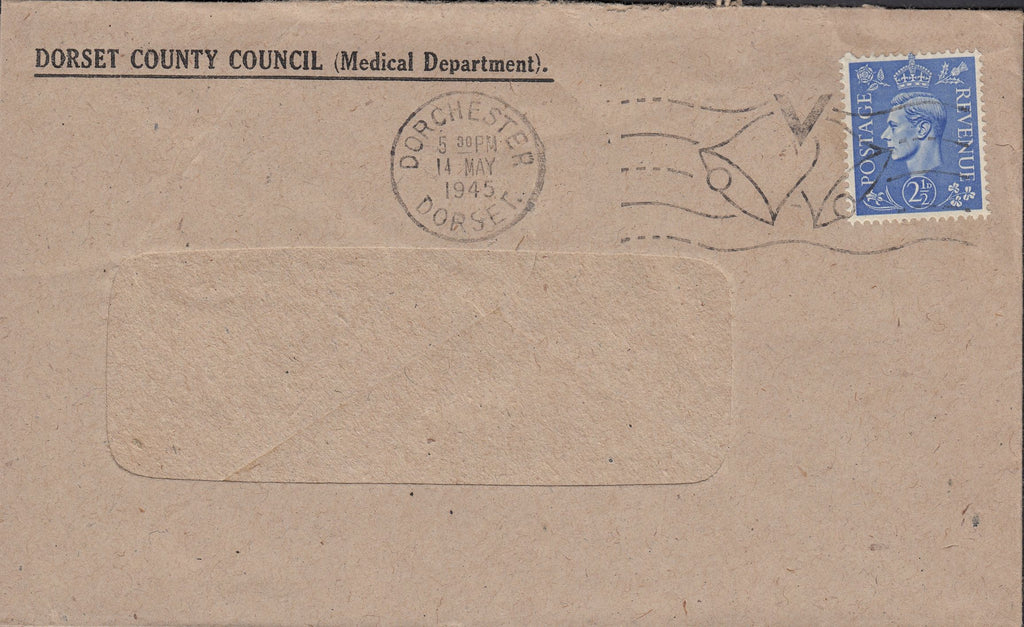 DORSET COUNTY COUNCIL (Medical Department).
DORCHESTER
5 30 PM
14 MAY
1945
DORSET.
V
POSTAGE
REVENUE
2½D